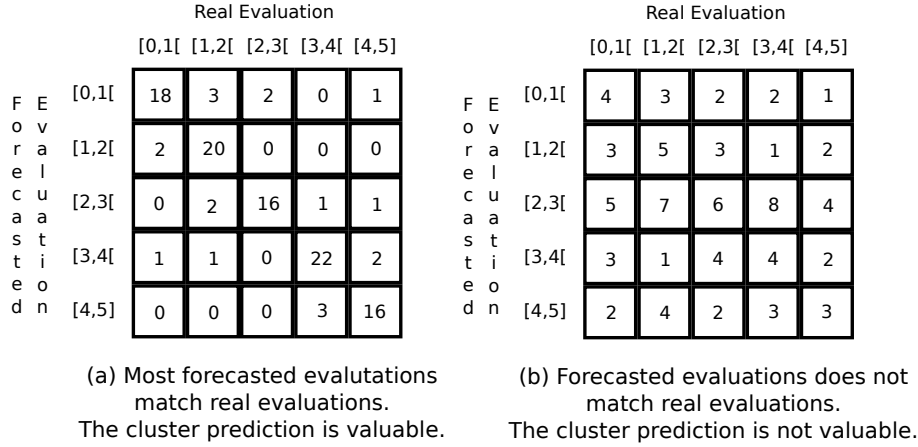 Real Evaluation
[0,1[ [1,2[ [2,3[ [3,4[ [4,5]
Forecasted
Evaluation
[0,1[ 18 3 2 0 1
[1,2[ 2 20 0 0 0
[2,3[ 0 2 16 1 1
[3,4[ 1 1 0 22 2
[4,5] 0 0 0 3 16
(a) Most forecasted evalutations
match real evaluations.
The cluster prediction is valuable.
Real Evaluation
[0,1[ [1,2[ [2,3[ [3,4[ [4,5]
Forecasted
Evaluation
[0,1[ 4 3 2 2 1
[1,2[ 3 5 3 1 2
[2,3[ 5 7 6 8 4
[3,4[ 3 1 4 4 2
[4,5] 2 4 2 3 3
(b) Forecasted evaluations does not
match real evaluations.
The cluster prediction is not valuable.